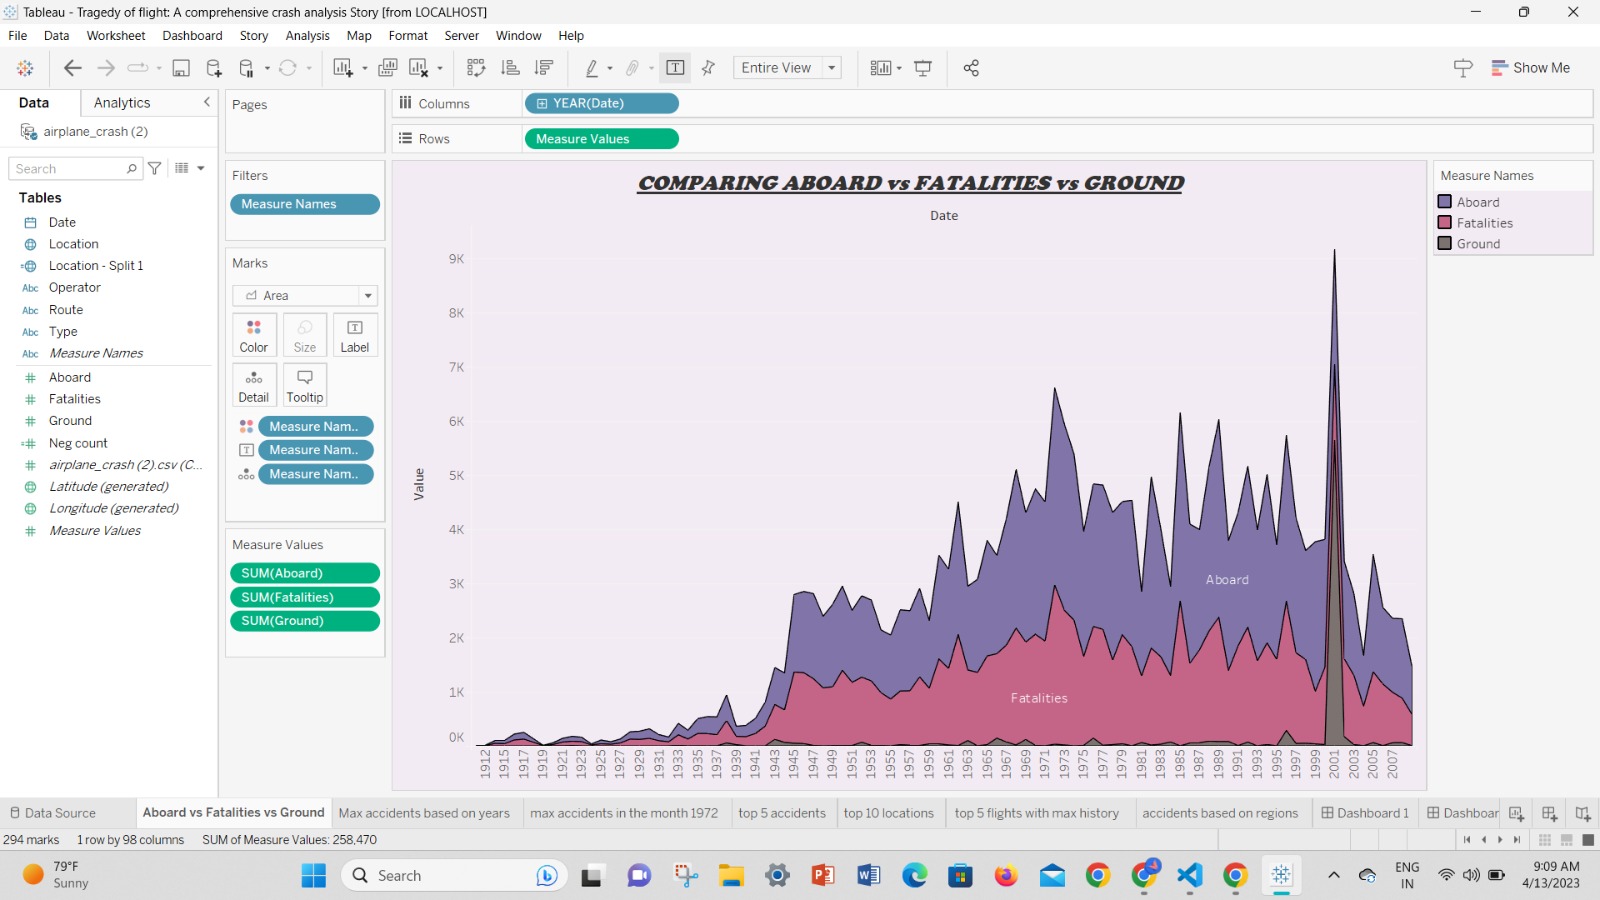 Tableau - Tragedy of flight: A comprehensive crash analysis Story [from LOCALHOST]
File Data Worksheet Dashboard Story Analysis Map Format Server Window Help
Entire View
Show Me
Data Analytics
airplane_crash (2)
Search
Tables
Date
Location
Location - Split 1
Abc Operator
Abc Route
Abc Type
Abc Measure Names
Aboard
Fatalities
Ground
Neg count
airplane_crash (2).csv (C...
Latitude (generated)
Longitude (generated)
Measure Values
Pages
Filters
Measure Names
Marks
Area
Color Size Label
Detail Tooltip
Measure Nam..
Measure Nam..
Measure Nam..
Measure Values
SUM(Aboard)
SUM(Fatalities)
SUM(Ground)
Columns YEAR(Date)
Rows Measure Values
COMPARING ABOARD vs FATALITIES vs GROUND
Date
Value
9K
8K
7K
6K
5K
4K
3K
2K
1K
0K
Aboard
Fatalities
1912 1915 1917 1919 1921 1923 1925 1927 1929 1931 1933 1935 1937 1939 1941 1943 1945 1947 1949 1951 1953 1955 1957 1959 1961 1963 1965 1967 1969 1971 1973 1975 1977 1979 1981 1983 1985 1987 1989 1991 1993 1995 1997 1999 2001 2003 2005 2007
Measure Names
Aboard
Fatalities
Ground
Data Source Aboard vs Fatalities vs Ground Max accidents based on years max accidents in the month 1972 top 5 accidents top 10 locations top 5 flights with max history accidents based on regions Dashboard 1 Dashboar
294 marks 1 row by 98 columns SUM of Measure Values: 258,470
79°F
Sunny
Search
ENG
IN
9:09 AM
4/13/2023